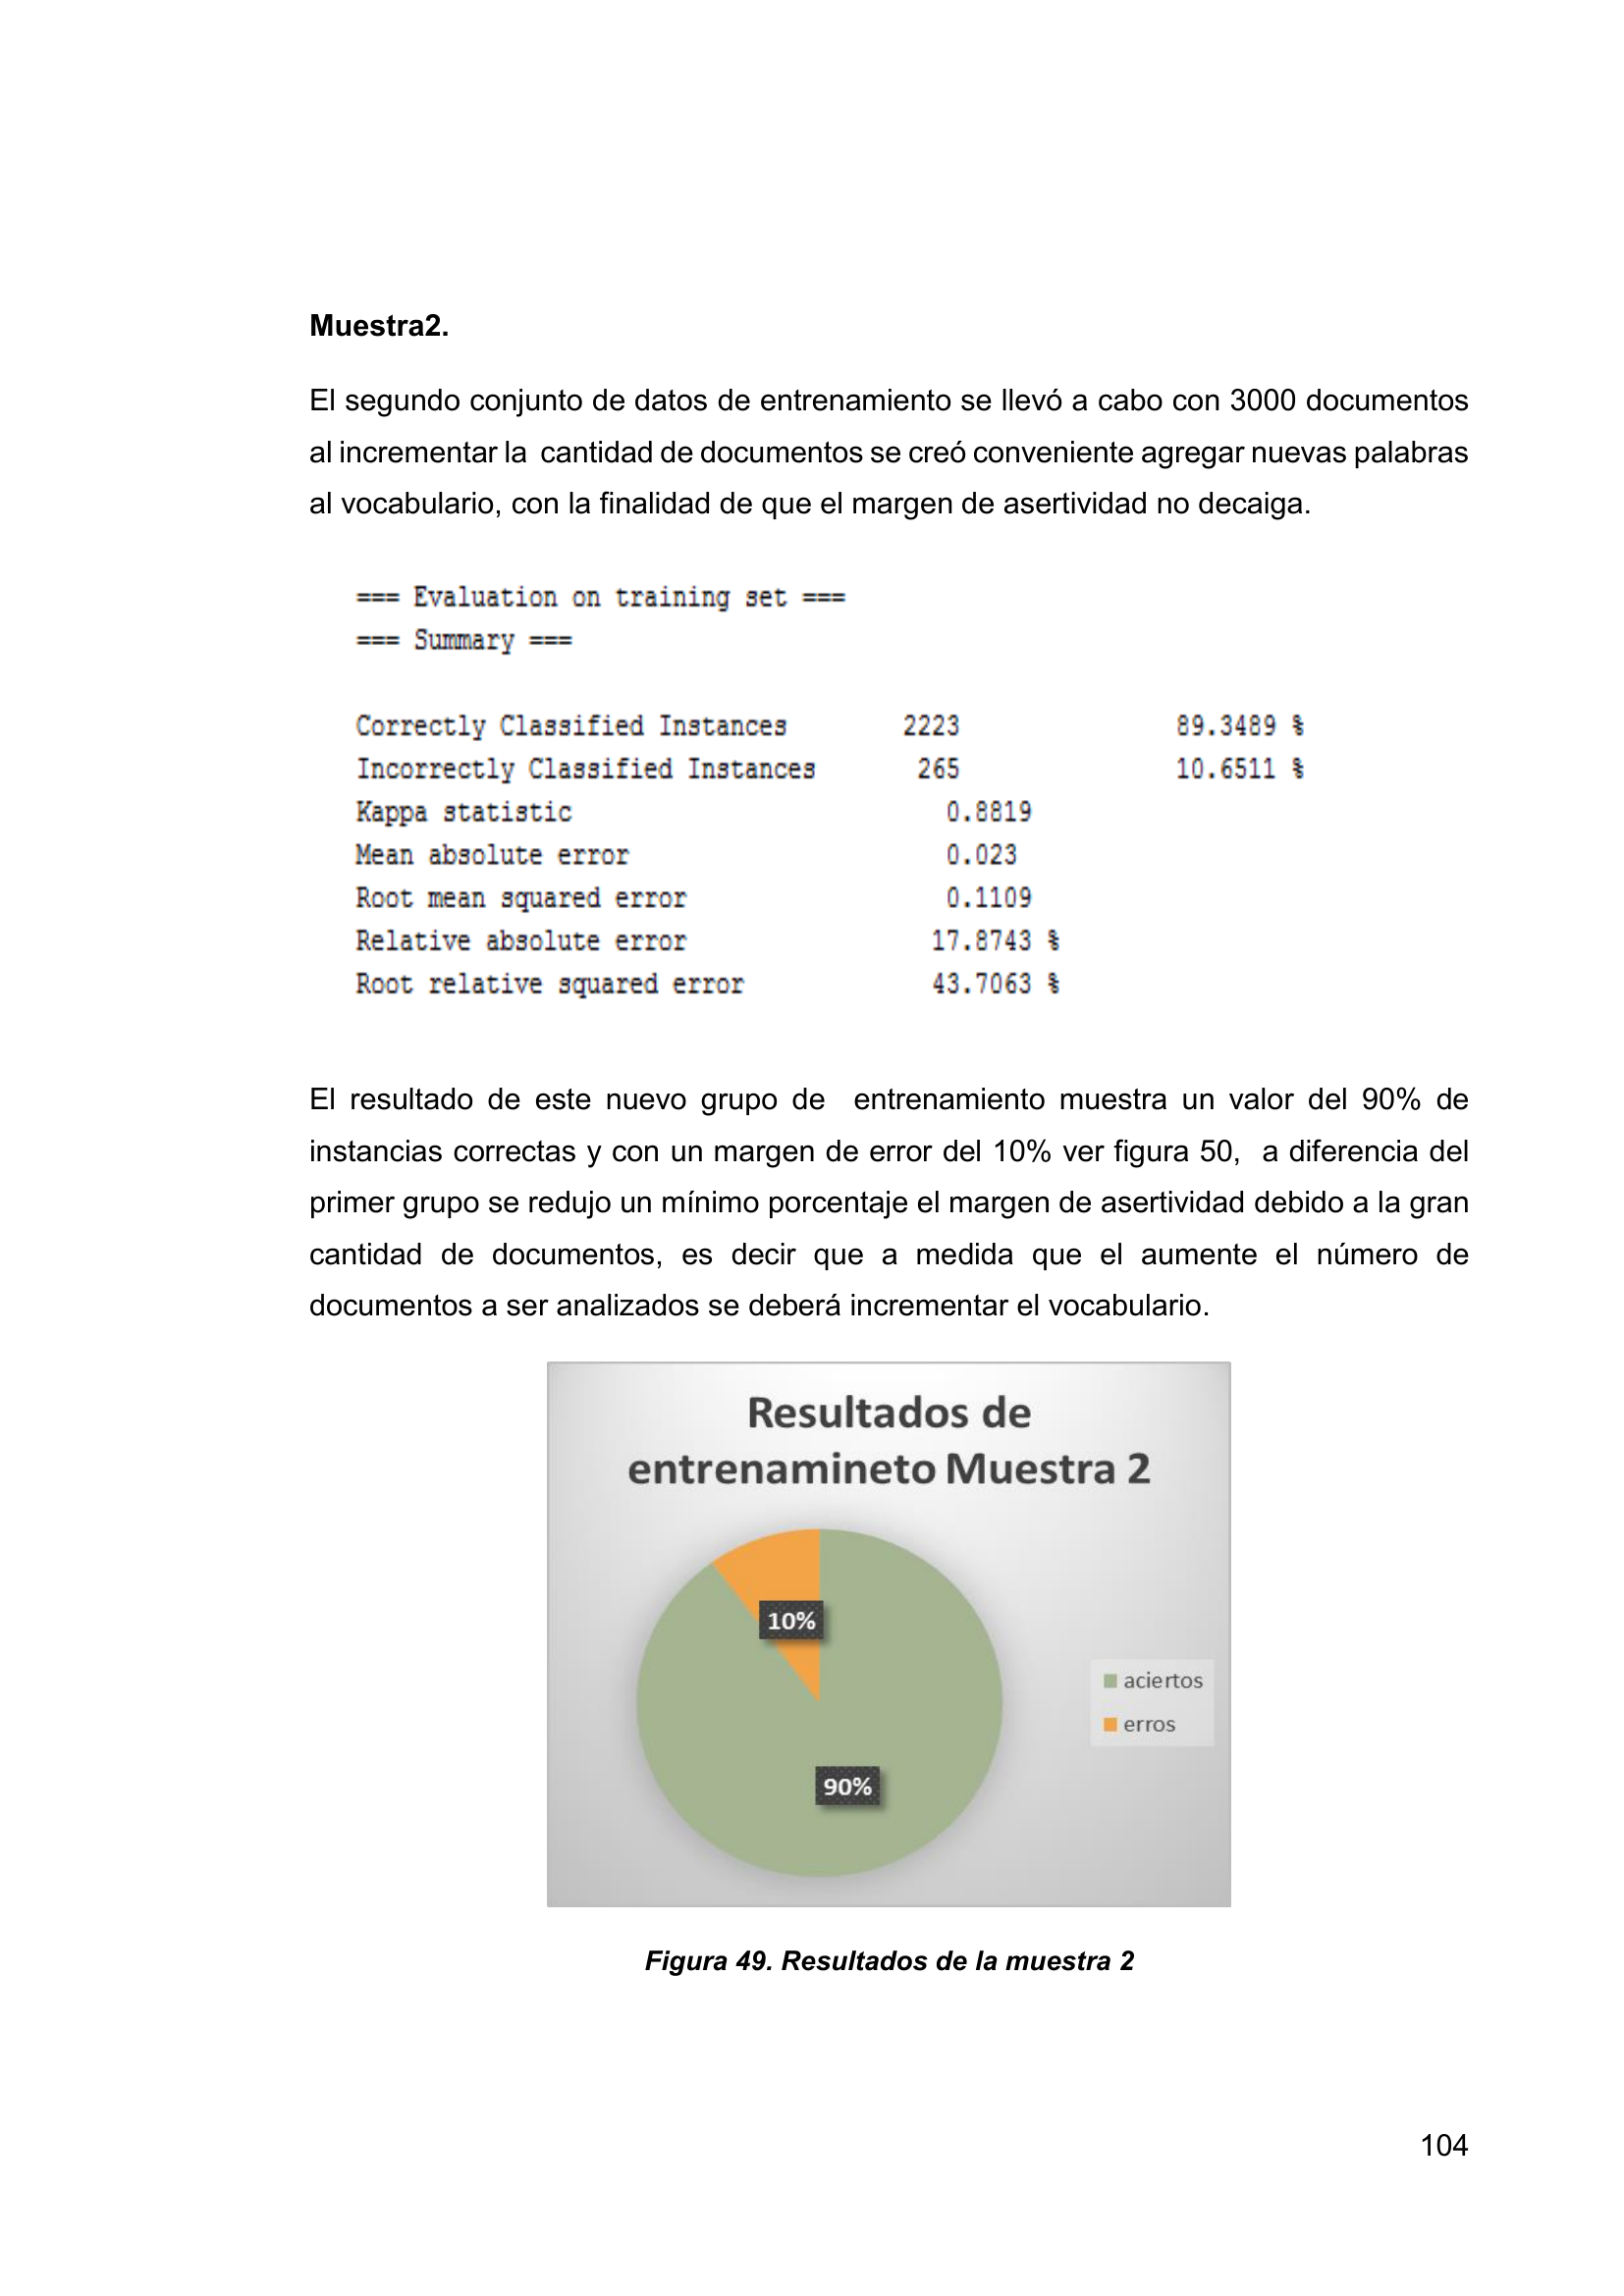 Muestra2.
El segundo conjunto de datos de entrenamiento se llevó a cabo con 3000 documentos
al incrementar la cantidad de documentos se creó conveniente agregar nuevas palabras
al vocabulario, con la finalidad de que el margen de asertividad no decaiga.
=== Evaluation on training set ===
=== Summary ===
Correctly Classified Instances 2223 89.3489 %
Incorrectly Classified Instances 265 10.6511 %
Kappa statistic 0.8819
Mean absolute error 0.023
Root mean squared error 0.1109
Relative absolute error 17.8743 %
Root relative squared error 43.7063 %
El resultado de este nuevo grupo de entrenamiento muestra un valor del 90% de
instancias correctas y con un margen de error del 10% ver figura 50, a diferencia del
primer grupo se redujo un mínimo porcentaje el margen de asertividad debido a la gran
cantidad de documentos, es decir que a medida que el aumente el número de
documentos a ser analizados se deberá incrementar el vocabulario.
Resultados de
entrenamineto Muestra 2
10%
aciertos
erros
90%
Figura 49. Resultados de la muestra 2
104